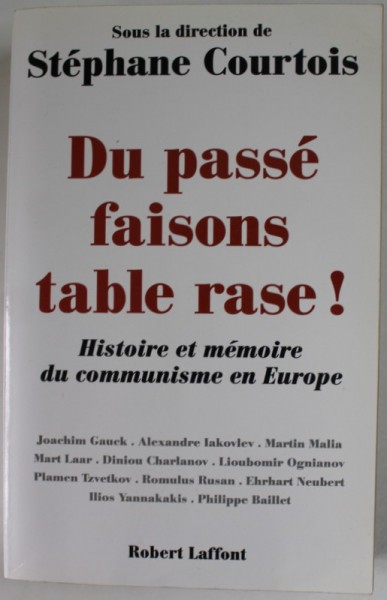 Sous la direction de
Stéphane Courtois
Du passé
faisons
table rase !
Histoire et mémoire
du communisme en Europe
Joachim Gauck . Alexandre Iakovlev . Martin Malia
Mart Laar . Diniou Charlanov . Lioubomir Ognianov
Plamen Tzvetkov . Romulus Rusan . Ehrhart Neubert
Ilios Yannakakis . Philippe Baillet
Robert Laffont